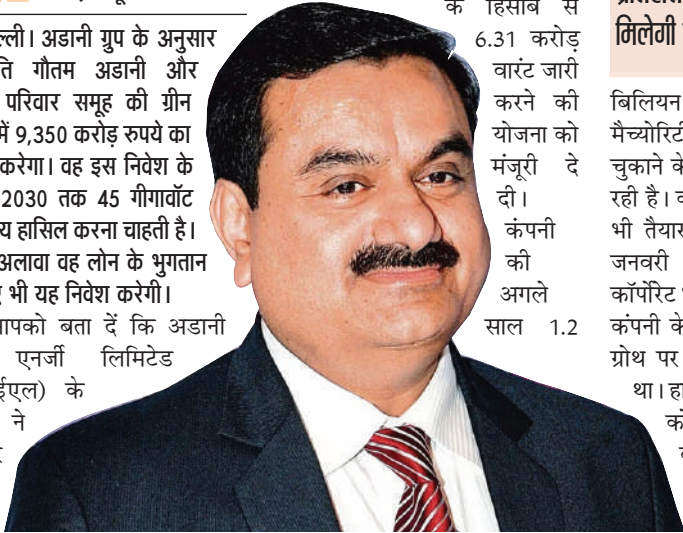 ल्ली। अडानी ग्रुप के अनुसार
ति गौतम अडानी और
परिवार समूह की ग्रीन
में 9,350 करोड़ रुपये का
करेगा। वह इस निवेश के
2030 तक 45 गीगावॉट
य हासिल करना चाहती है।
अलावा वह लोन के भुगतान
भी यह निवेश करेगी।
पको बता दें कि अडानी
एनर्जी लिमिटेड
ईएल) के
ने
के हिसाब से
6.31 करोड़
वारंट जारी
करने की
योजना को
मंजूरी दे
दी।
कंपनी
की
अगले
साल 1.2
मिलेगी
बिलियन
मैच्योरिटी
चुकाने के
रही है।
भी तैयार
जनवरी
कॉर्पोरेट
कंपनी के
ग्रोथ पर
था। हा